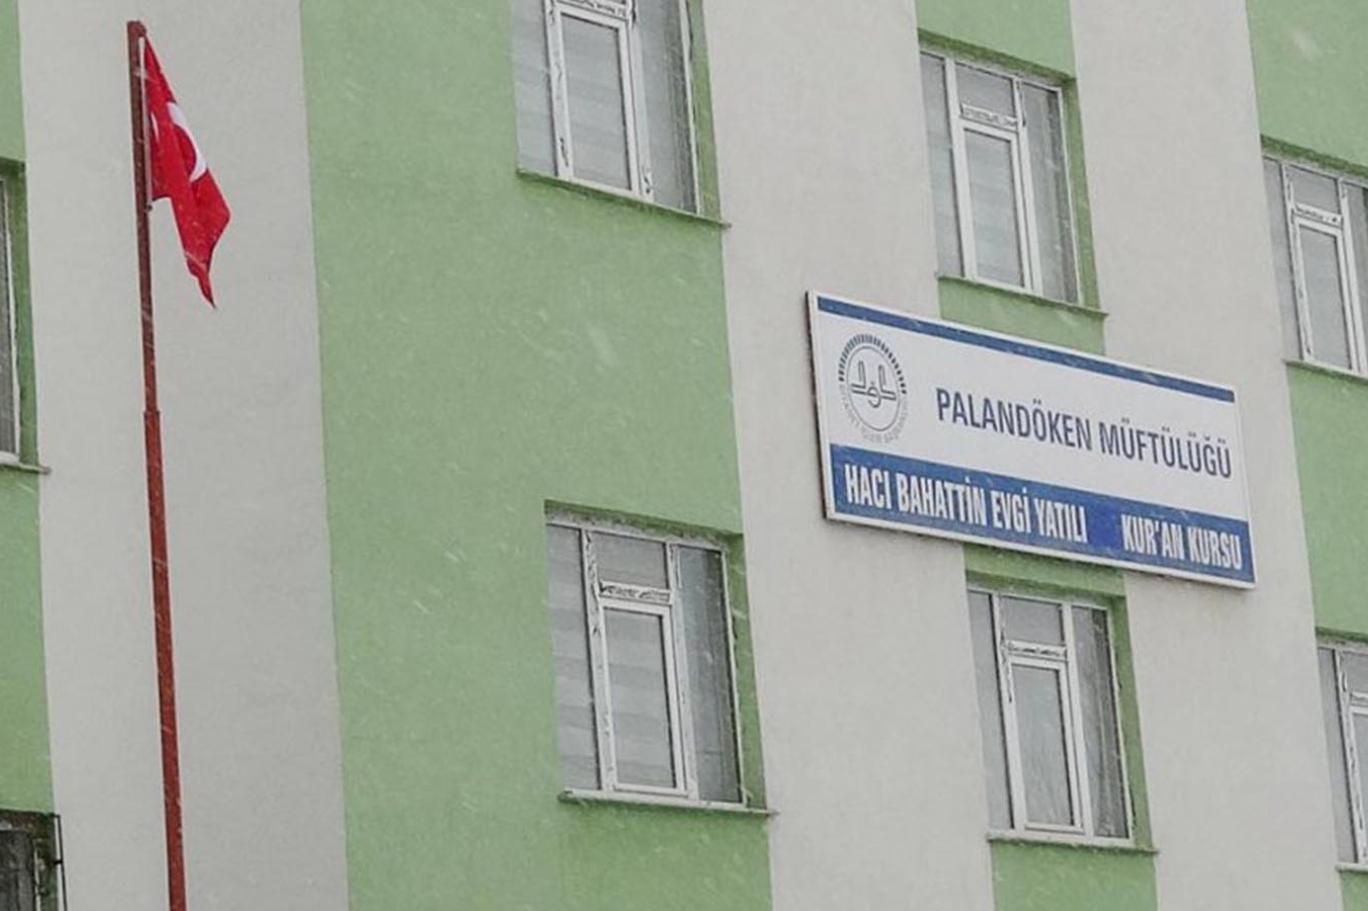 PALANDÖKEN MÜFTÜLÜĞÜ
HACI BAHATTİN EVGİ YATILI KUR'AN KURSU